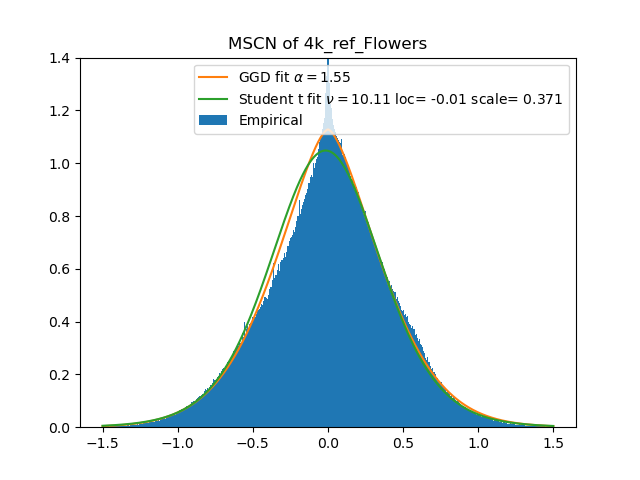 MSCN of 4k_ref_Flowers
GGD fit α = 1.55
Student t fit ν = 10.11 loc= -0.01 scale= 0.371
Empirical
1.4
1.2
1.0
0.8
0.6
0.4
0.2
0.0
−1.5 −1.0 −0.5 0.0 0.5 1.0 1.5